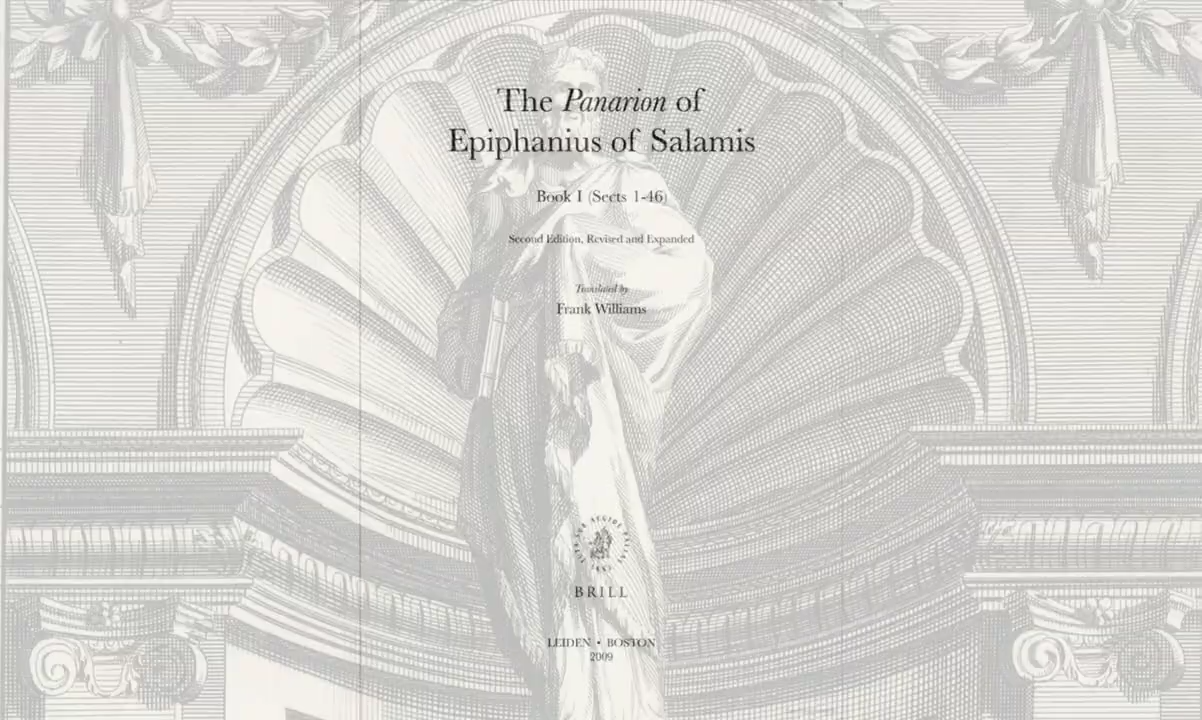 The Panarion of
Epiphanius of Salamis
Book I (Sects 1-46)
Second Edition, Revised and Expanded
Translated by
Frank Williams
BRILL
LEIDEN • BOSTON
2009